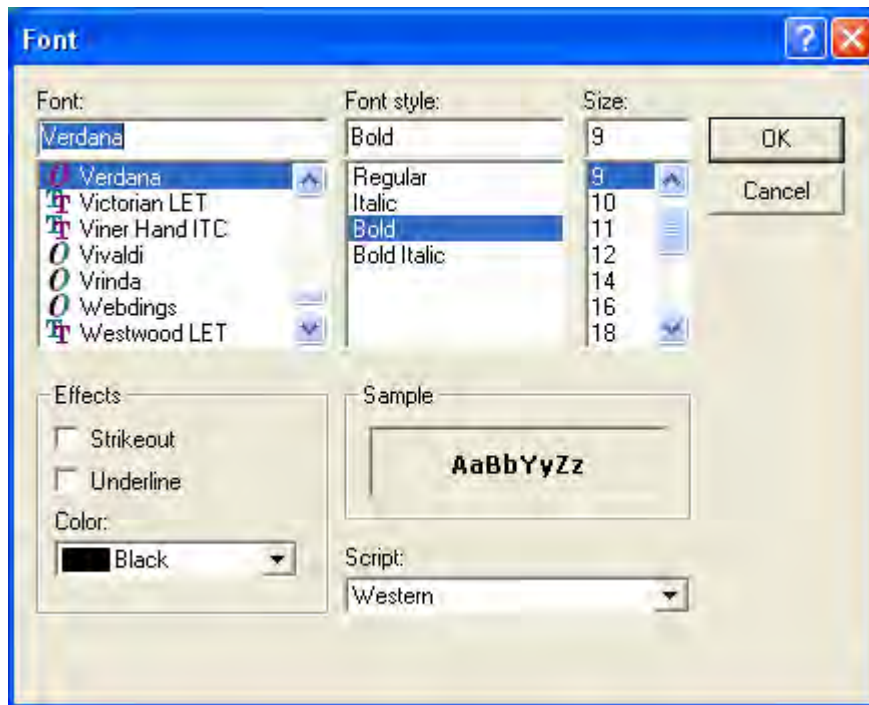 Font
Font:
Verdana
Verdana
Victorian LET
Viner Hand ITC
Vivaldi
Vrinda
Webdings
Westwood LET
Font style:
Bold
Regular
Italic
Bold
Bold Italic
Size:
9
9
10
11
12
14
16
18
OK
Cancel
Effects
Strikeout
Underline
Color:
Black
Sample
AaBbYyZz
Script:
Western